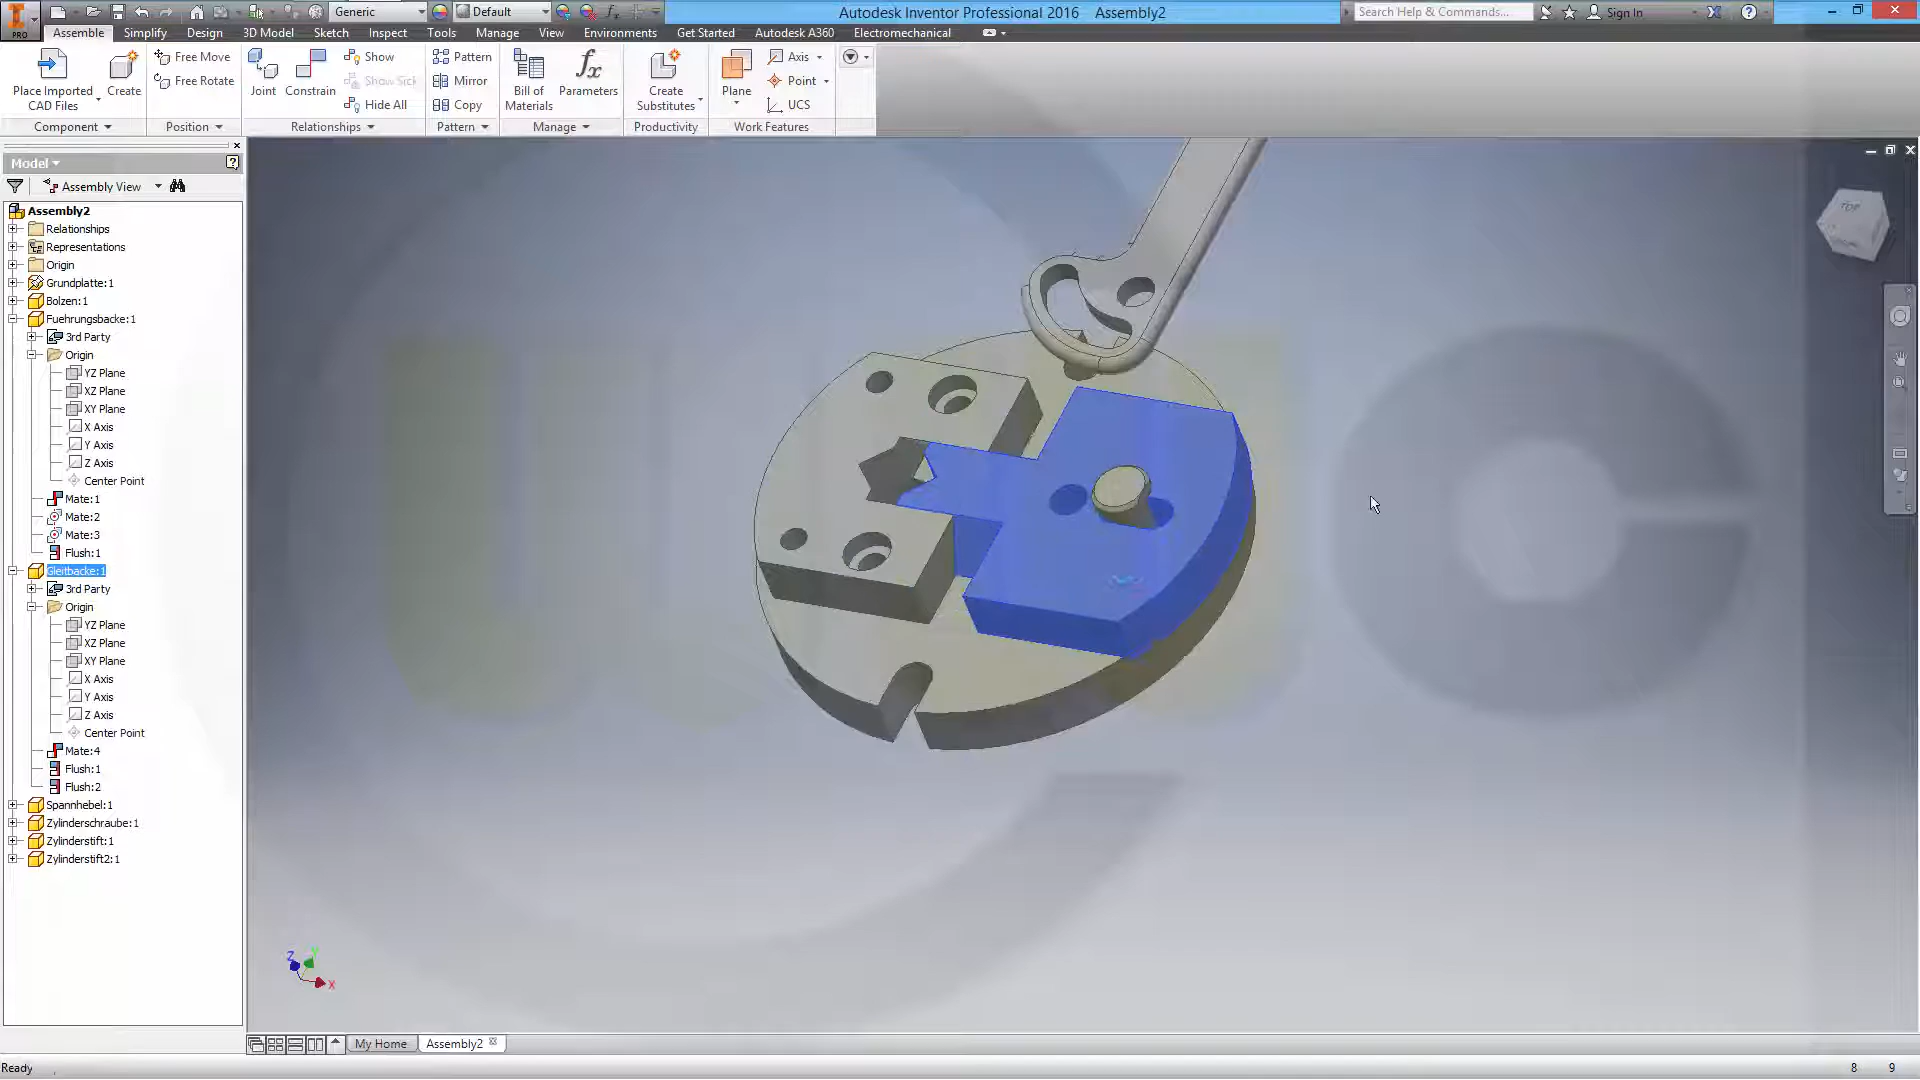 PRO
Generic
Default
Autodesk Inventor Professional 2016 Assembly2
Search Help & Commands...
Sign In
Assemble Simplify Design 3D Model Sketch Inspect Tools Manage View Environments Get Started Autodesk A360 Electromechanical
Place Imported
CAD Files
Create
Free Move
Free Rotate
Joint
Constrain
Show
Show Sick
Hide All
Pattern
Mirror
Copy
Bill of
Materials
fx
Parameters
Create
Substitutes
Plane
Axis
Point
UCS
Component
Position
Relationships
Pattern
Manage
Productivity
Work Features
Model
Assembly View
Assembly2
Relationships
Representations
Origin
Grundplatte:1
Bolzen:1
Fuehrungsbacke:1
3rd Party
Origin
YZ Plane
XZ Plane
XY Plane
X Axis
Y Axis
Z Axis
Center Point
Mate:1
Mate:2
Mate:3
Flush:1
Gleitbacke:1
3rd Party
Origin
YZ Plane
XZ Plane
XY Plane
X Axis
Y Axis
Z Axis
Center Point
Mate:4
Flush:1
Flush:2
Spannhebel:1
Zylinderschraube:1
Zylinderstift:1
Zylinderstift2:1
TOP
Z
Y
X
My Home
Assembly2
Ready
8 9